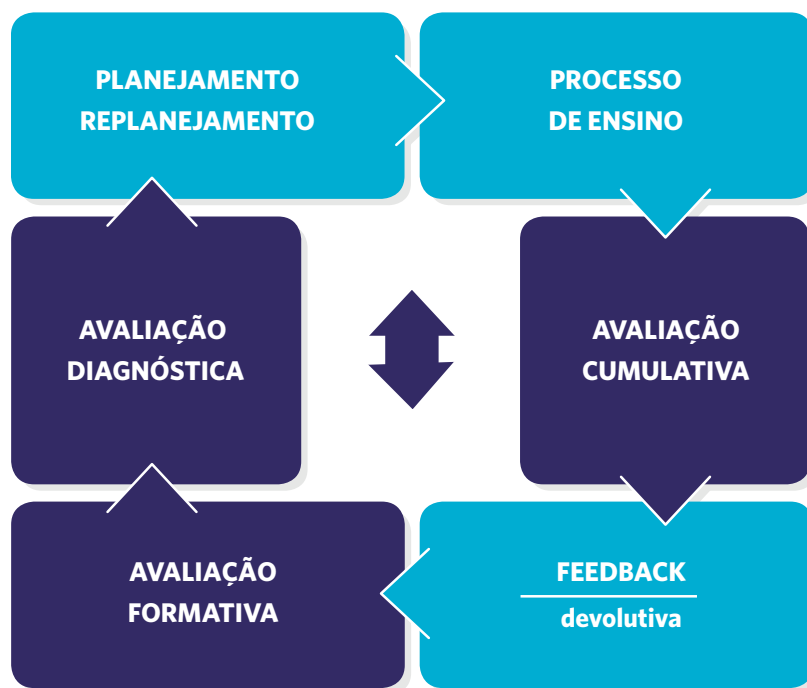 PLANEJAMENTO
REPLANEJAMENTO
PROCESSO
DE ENSINO
AVALIAÇÃO
DIAGNÓSTICA
AVALIAÇÃO
CUMULATIVA
AVALIAÇÃO
FORMATIVA
FEEDBACK
devolutiva